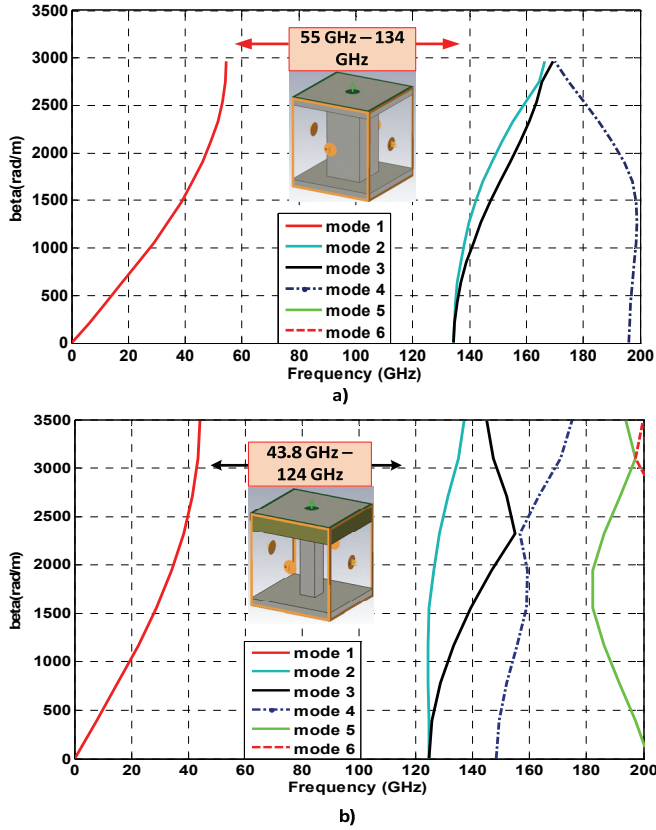 a)
55 GHz – 134
GHz
beta(rad/m)
3500
3000
2500
2000
1500
1000
500
0
mode 1
mode 2
mode 3
mode 4
mode 5
mode 6
0 20 40 60 80 100 120 140 160 180 200
Frequency (GHz)
a)
43.8 GHz –
124 GHz
beta(rad/m)
3500
3000
2500
2000
1500
1000
500
0
mode 1
mode 2
mode 3
mode 4
mode 5
mode 6
0 20 40 60 80 100 120 140 160 180 200
Frequency (GHz)
b)